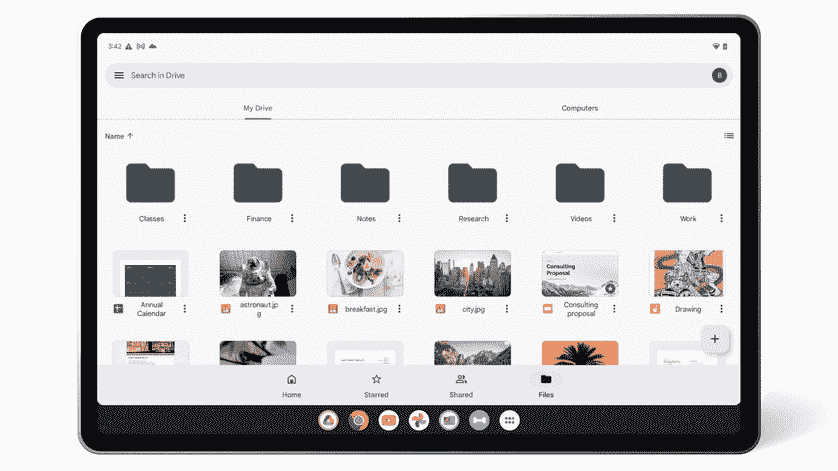 3:42
Search in Drive
B
My Drive
Computers
Name
Classes
Finance
Notes
Research
Videos
Work
Consulting
Proposal
Annual
Calendar
astronaut.jp
g
breakfast.jpg
city.jpg
Consulting
proposal
Drawing
Home
Starred
Shared
Files